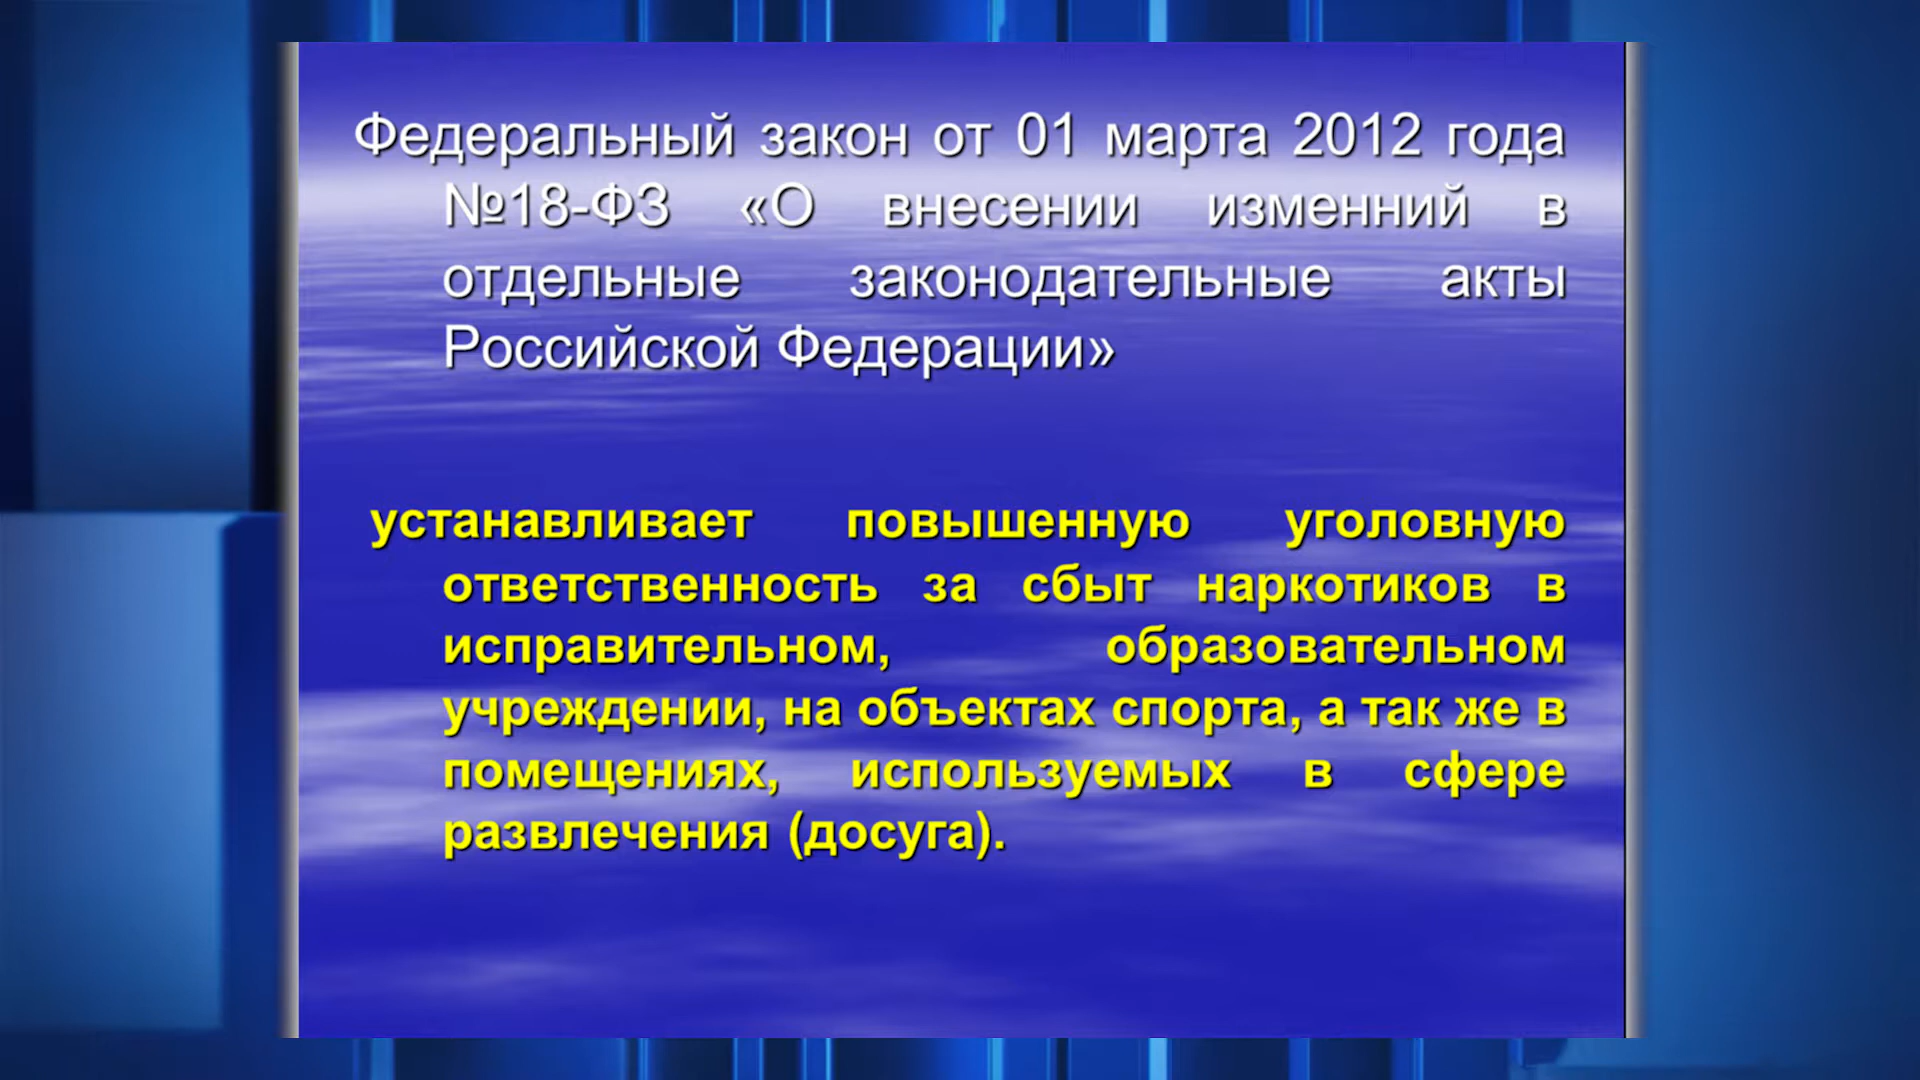 Федеральный закон от 01 марта 2012 года
№18-ФЗ «О внесении изменний в
отдельные законодательные акты
Российской Федерации»
устанавливает повышенную уголовную
ответственность за сбыт наркотиков в
исправительном, образовательном
учреждении, на объектах спорта, а так же в
помещениях, используемых в сфере
развлечения (досуга).